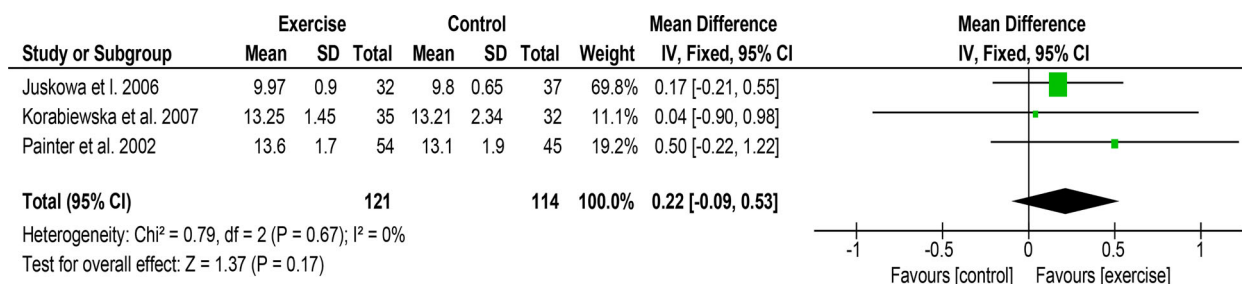 Exercise Control Mean Difference Mean Difference
Study or Subgroup Mean SD Total Mean SD Total Weight IV, Fixed, 95% CI IV, Fixed, 95% CI
Juskowa et l. 2006 9.97 0.9 32 9.8 0.65 37 69.8% 0.17 [-0.21, 0.55]
Korabiewska et al. 2007 13.25 1.45 35 13.21 2.34 32 11.1% 0.04 [-0.90, 0.98]
Painter et al. 2002 13.6 1.7 54 13.1 1.9 45 19.2% 0.50 [-0.22, 1.22]
Total (95% CI) 121 114 100.0% 0.22 [-0.09, 0.53]
Heterogeneity: Chi² = 0.79, df = 2 (P = 0.67); I² = 0%
Test for overall effect: Z = 1.37 (P = 0.17)
-1 -0.5 0 0.5 1
Favours [control] Favours [exercise]